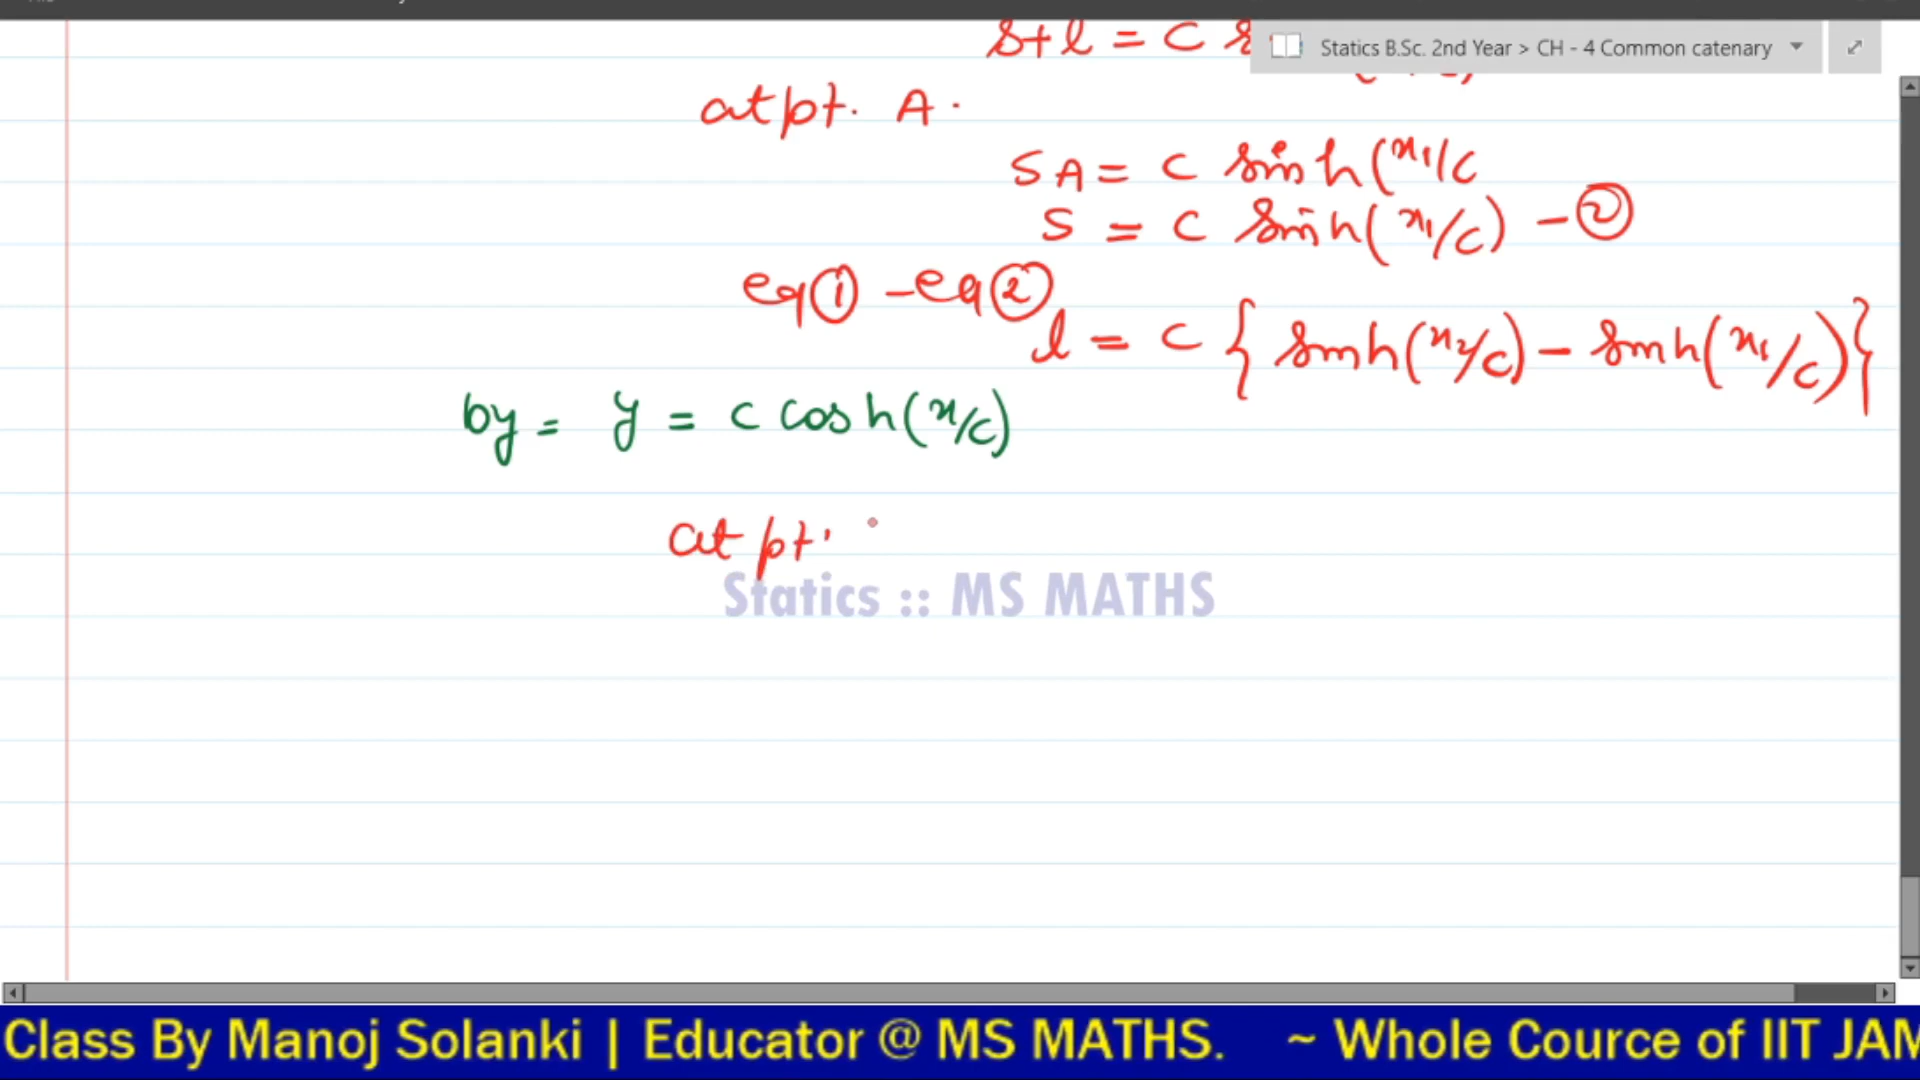 s+l = c s
Statics B.Sc. 2nd Year > CH - 4 Common catenary
at pt. A.
SA = c sinh(x1/c
s = c sinh(x1/c) - ②
eq① - eq②
l = c { sinh(x2/c) - sinh(x1/c) }
by = y = c cosh(x/c)
at pt.
Statics :: MS MATHS
Class By Manoj Solanki | Educator @ MS MATHS. ~ Whole Cource of IIT JAM